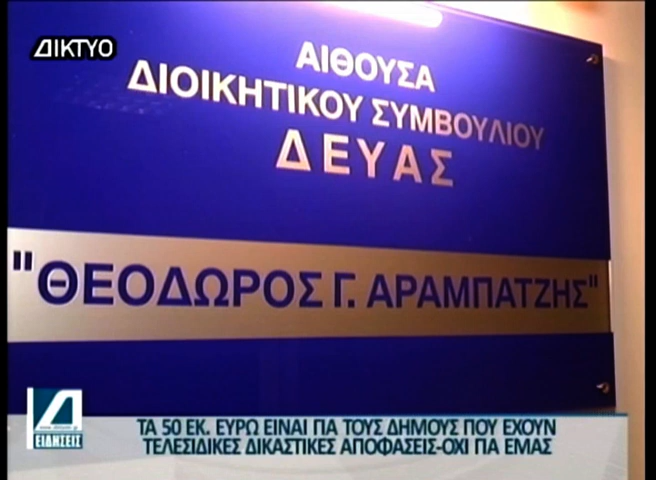 ΔΙΚΤΥΟ
ΑΙΘΟΥΣΑ
ΔΙΟΙΚΗΤΙΚΟΥ ΣΥΜΒΟΥΛΙΟΥ
ΔΕΥΑΣ
"ΘΕΟΔΩΡΟΣ Γ. ΑΡΑΜΠΑΤΖΗΣ"
ΕΙΔΗΣΕΙΣ
ΤΑ 50 ΕΚ. ΕΥΡΩ ΕΙΝΑΙ ΓΙΑ ΤΟΥΣ ΔΗΜΟΥΣ ΠΟΥ ΕΧΟΥΝ
ΤΕΛΕΣΙΔΙΚΕΣ ΔΙΚΑΣΤΙΚΕΣ ΑΠΟΦΑΣΕΙΣ-ΟΧΙ ΓΙΑ ΕΜΑΣ